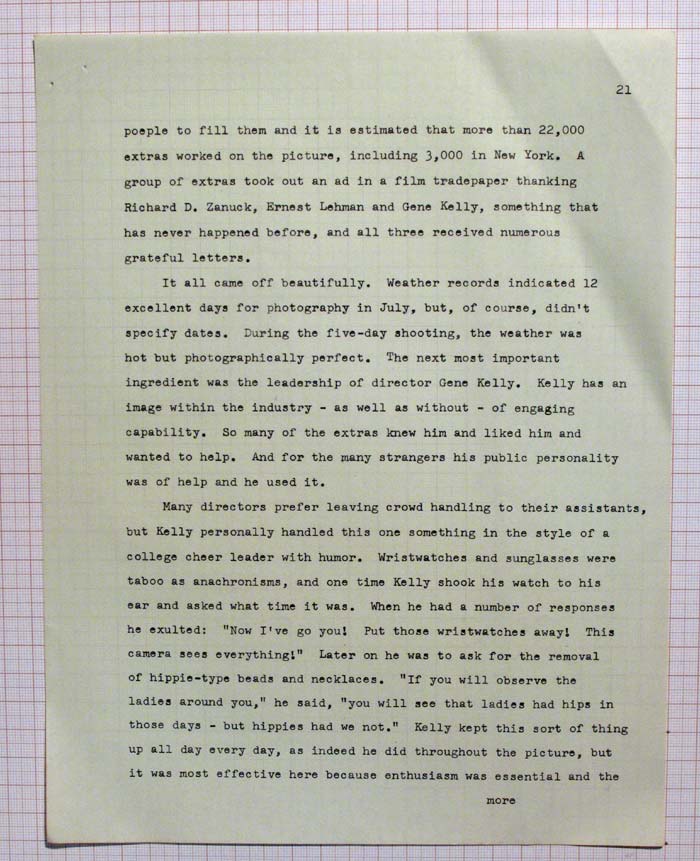 21
poeple to fill them and it is estimated that more than 22,000
extras worked on the picture, including 3,000 in New York.  A
group of extras took out an ad in a film tradepaper thanking
Richard D. Zanuck, Ernest Lehman and Gene Kelly, something that
has never happened before, and all three received numerous
grateful letters.
It all came off beautifully.  Weather records indicated 12
excellent days for photography in July, but, of course, didn't
specify dates.  During the five-day shooting, the weather was
hot but photographically perfect.  The next most important
ingredient was the leadership of director Gene Kelly.  Kelly has an
image within the industry - as well as without - of engaging
capability.  So many of the extras knew him and liked him and
wanted to help.  And for the many strangers his public personality
was of help and he used it.
Many directors prefer leaving crowd handling to their assistants,
but Kelly personally handled this one something in the style of a
college cheer leader with humor.  Wristwatches and sunglasses were
taboo as anachronisms, and one time Kelly shook his watch to his
ear and asked what time it was.  When he had a number of responses
he exulted:  "Now I've go you!  Put those wristwatches away!  This
camera sees everything!"  Later on he was to ask for the removal
of hippie-type beads and necklaces.  "If you will observe the
ladies around you," he said, "you will see that ladies had hips in
those days - but hippies had we not."  Kelly kept this sort of thing
up all day every day, as indeed he did throughout the picture, but
it was most effective here because enthusiasm was essential and the
more